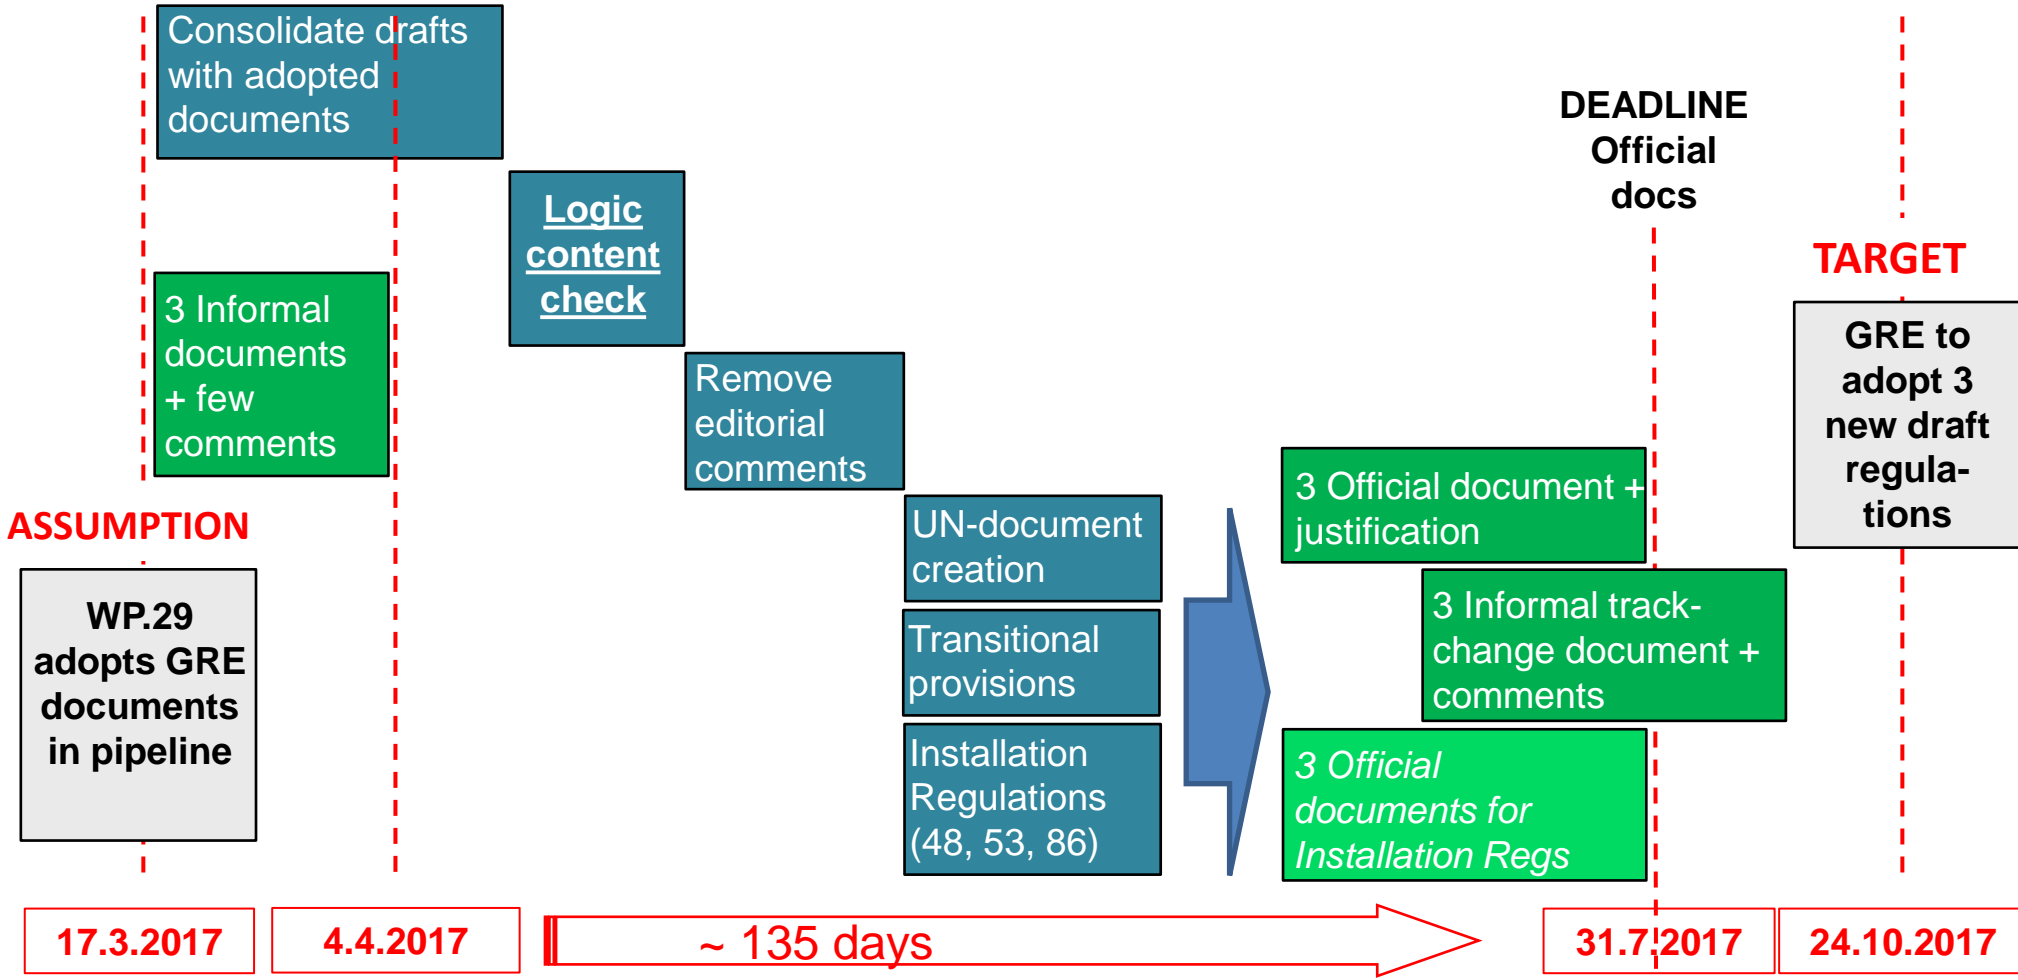 Consolidate drafts
with adopted
documents
Logic
content
check
3 Informal
documents
+ few
comments
Remove
editorial
comments
ASSUMPTION
WP.29
adopts GRE
documents
in pipeline
UN-document
creation
Transitional
provisions
Installation
Regulations
(48, 53, 86)
DEADLINE
Official
docs
3 Official document +
justification
3 Informal track-
change document +
comments
3 Official
documents for
Installation Regs
TARGET
GRE to
adopt 3
new draft
regula-
tions
17.3.2017
4.4.2017
~ 135 days
31.7.2017
24.10.2017